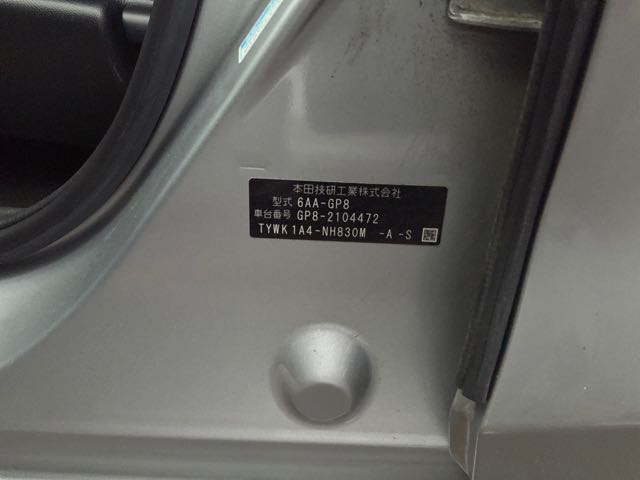 本田技研工業株式会社
型式 6AA-GP8
車台番号 GP8-2104472
TYWK1A4-NH830M -A -S